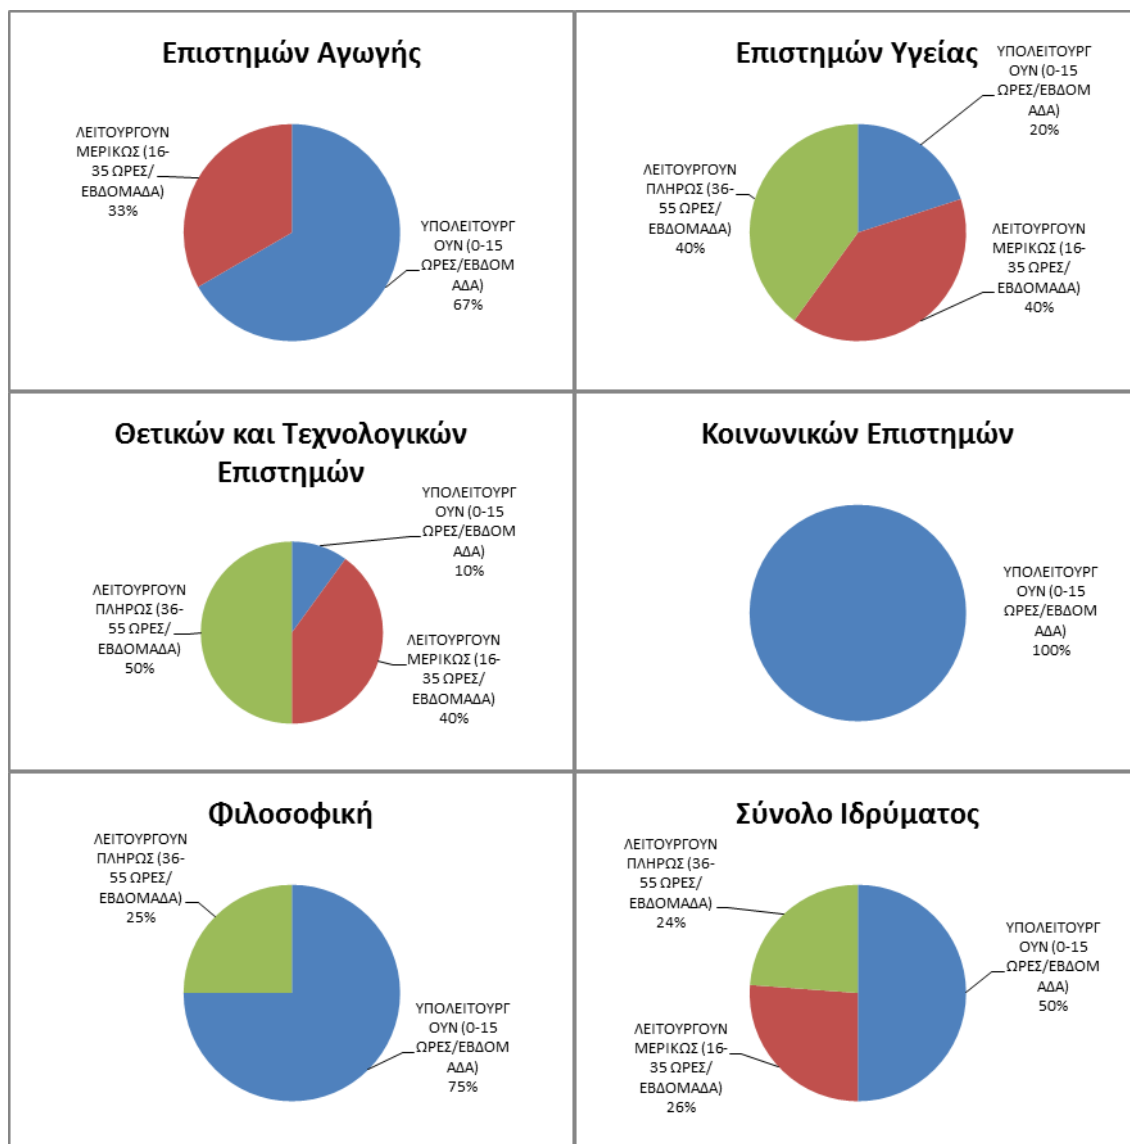 Επιστημών Αγωγής
ΛΕΙΤΟΥΡΓΟΥΝ
ΜΕΡΙΚΩΣ (16-
35 ΩΡΕΣ/
ΕΒΔΟΜΑΔΑ)
33%
ΥΠΟΛΕΙΤΟΥΡΓ
ΟΥΝ (0-15
ΩΡΕΣ/ΕΒΔΟΜ
ΑΔΑ)
67%
Επιστημών Υγείας
ΥΠΟΛΕΙΤΟΥΡΓ
ΟΥΝ (0-15
ΩΡΕΣ/ΕΒΔΟΜ
ΑΔΑ)
20%
ΛΕΙΤΟΥΡΓΟΥΝ
ΠΛΗΡΩΣ (36-
55 ΩΡΕΣ/
ΕΒΔΟΜΑΔΑ)
40%
ΛΕΙΤΟΥΡΓΟΥΝ
ΜΕΡΙΚΩΣ (16-
35 ΩΡΕΣ/
ΕΒΔΟΜΑΔΑ)
40%
Θετικών και Τεχνολογικών
Επιστημών
ΥΠΟΛΕΙΤΟΥΡΓ
ΟΥΝ (0-15
ΩΡΕΣ/ΕΒΔΟΜ
ΑΔΑ)
10%
ΛΕΙΤΟΥΡΓΟΥΝ
ΠΛΗΡΩΣ (36-
55 ΩΡΕΣ/
ΕΒΔΟΜΑΔΑ)
50%
ΛΕΙΤΟΥΡΓΟΥΝ
ΜΕΡΙΚΩΣ (16-
35 ΩΡΕΣ/
ΕΒΔΟΜΑΔΑ)
40%
Κοινωνικών Επιστημών
ΥΠΟΛΕΙΤΟΥΡΓ
ΟΥΝ (0-15
ΩΡΕΣ/ΕΒΔΟΜ
ΑΔΑ)
100%
Φιλοσοφική
ΛΕΙΤΟΥΡΓΟΥΝ
ΠΛΗΡΩΣ (36-
55 ΩΡΕΣ/
ΕΒΔΟΜΑΔΑ)
25%
ΥΠΟΛΕΙΤΟΥΡΓ
ΟΥΝ (0-15
ΩΡΕΣ/ΕΒΔΟΜ
ΑΔΑ)
75%
Σύνολο Ιδρύματος
ΛΕΙΤΟΥΡΓΟΥΝ
ΠΛΗΡΩΣ (36-
55 ΩΡΕΣ/
ΕΒΔΟΜΑΔΑ)
24%
ΥΠΟΛΕΙΤΟΥΡΓ
ΟΥΝ (0-15
ΩΡΕΣ/ΕΒΔΟΜ
ΑΔΑ)
50%
ΛΕΙΤΟΥΡΓΟΥΝ
ΜΕΡΙΚΩΣ (16-
35 ΩΡΕΣ/
ΕΒΔΟΜΑΔΑ)
26%